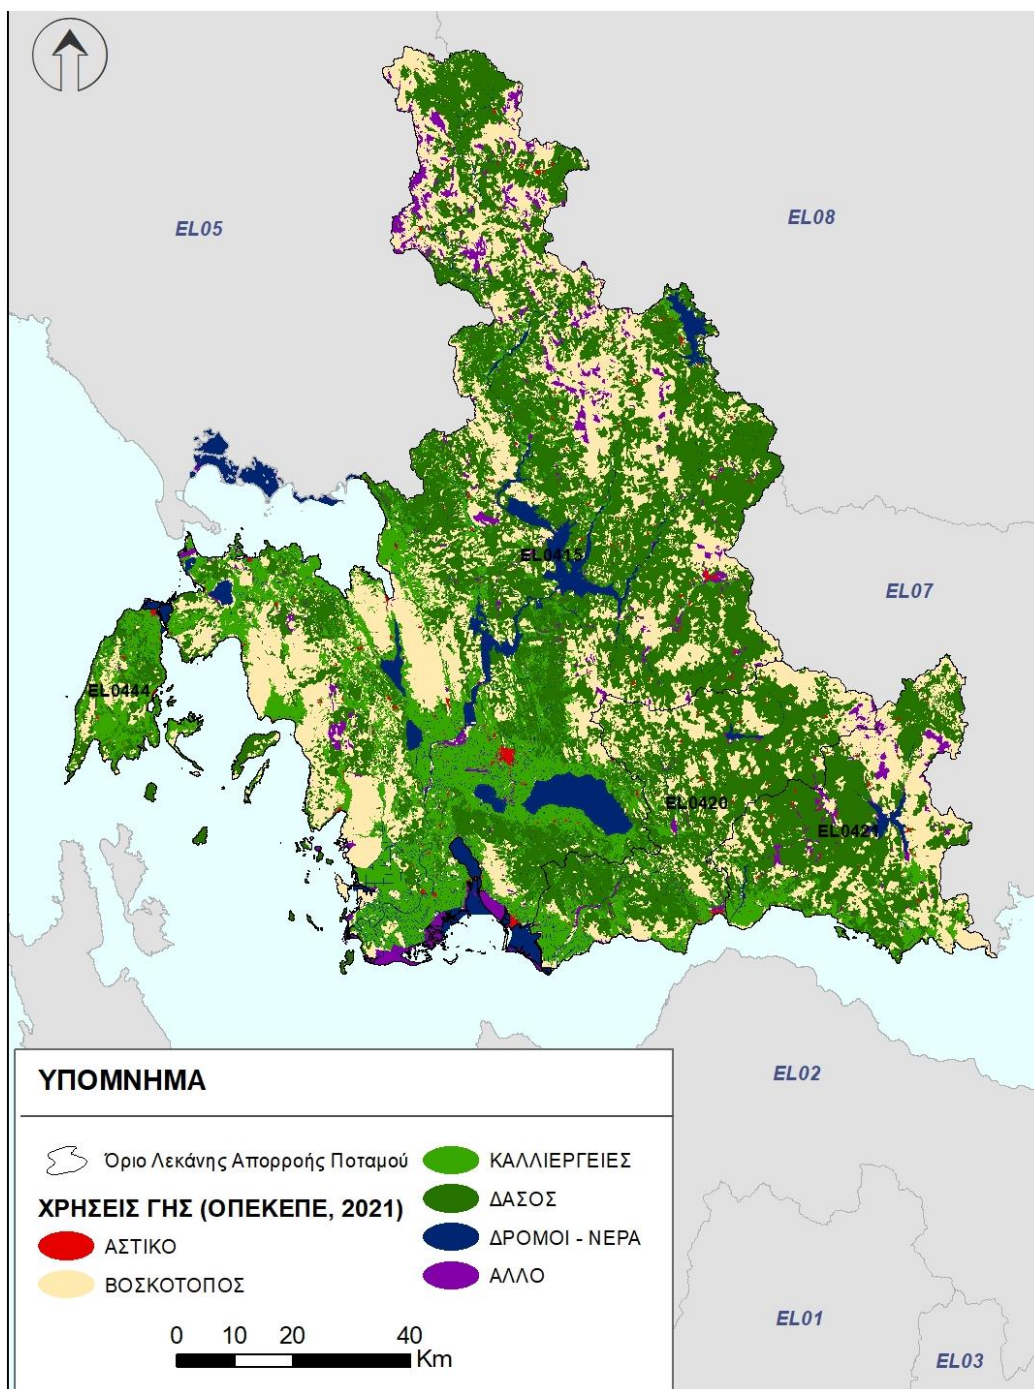 EL05
EL08
EL0415
EL07
EL0444
EL0420
EL0421
EL02
ΥΠΟΜΝΗΜΑ
Όριο Λεκάνης Απορροής Ποταμού
ΧΡΗΣΕΙΣ ΓΗΣ (ΟΠΕΚΕΠΕ, 2021)
ΑΣΤΙΚΟ
ΒΟΣΚΟΤΟΠΟΣ
ΚΑΛΛΙΕΡΓΕΙΕΣ
ΔΑΣΟΣ
ΔΡΟΜΟΙ - ΝΕΡΑ
ΑΛΛΟ
0 10 20 40
Km
EL01
EL03